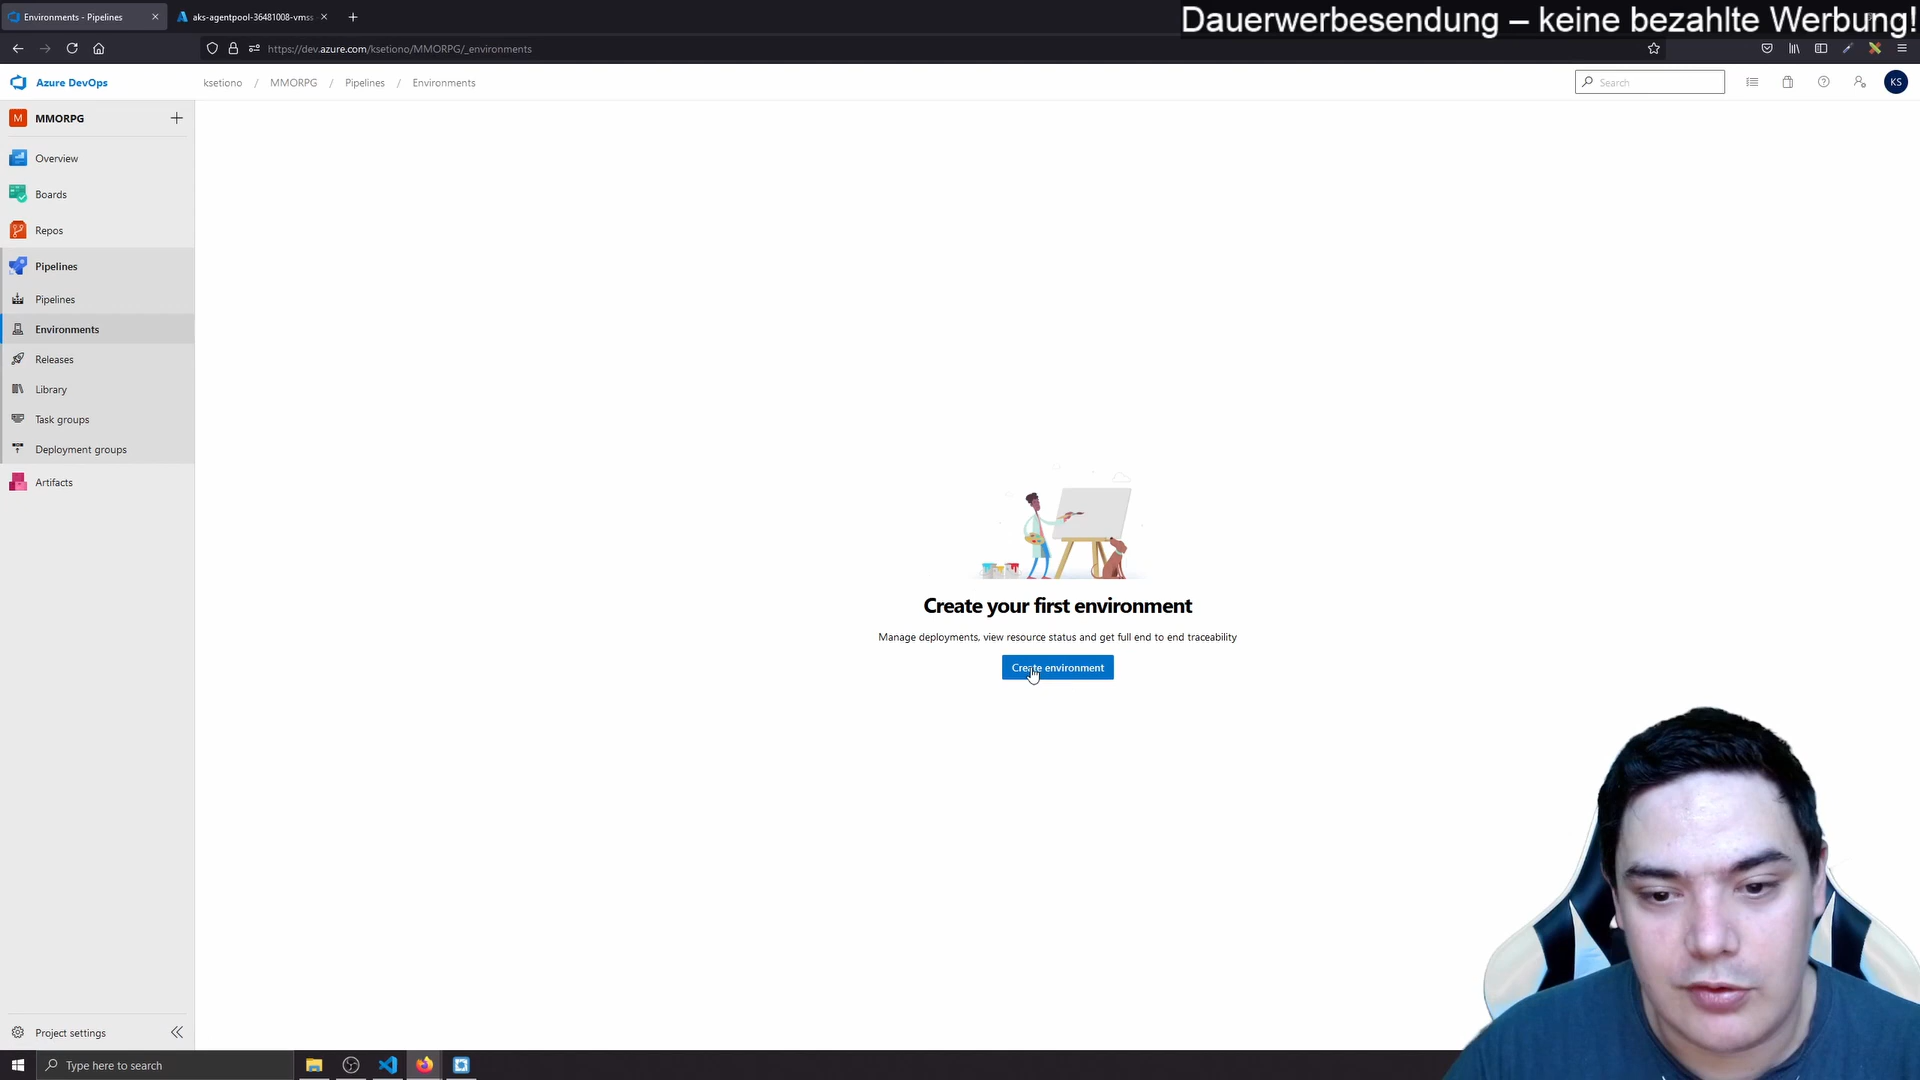 Environments - Pipelines
aks-agentpool-36481008-vmss
Dauerwerbesendung – keine bezahlte Werbung!
https://dev.azure.com/ksetiono/MMORPG/_environments
Azure DevOps
ksetiono / MMORPG / Pipelines / Environments
Search
KS
M MMORPG
Overview
Boards
Repos
Pipelines
Pipelines
Environments
Releases
Library
Task groups
Deployment groups
Artifacts
Create your first environment
Manage deployments, view resource status and get full end to end traceability
Create environment
Project settings
Type here to search